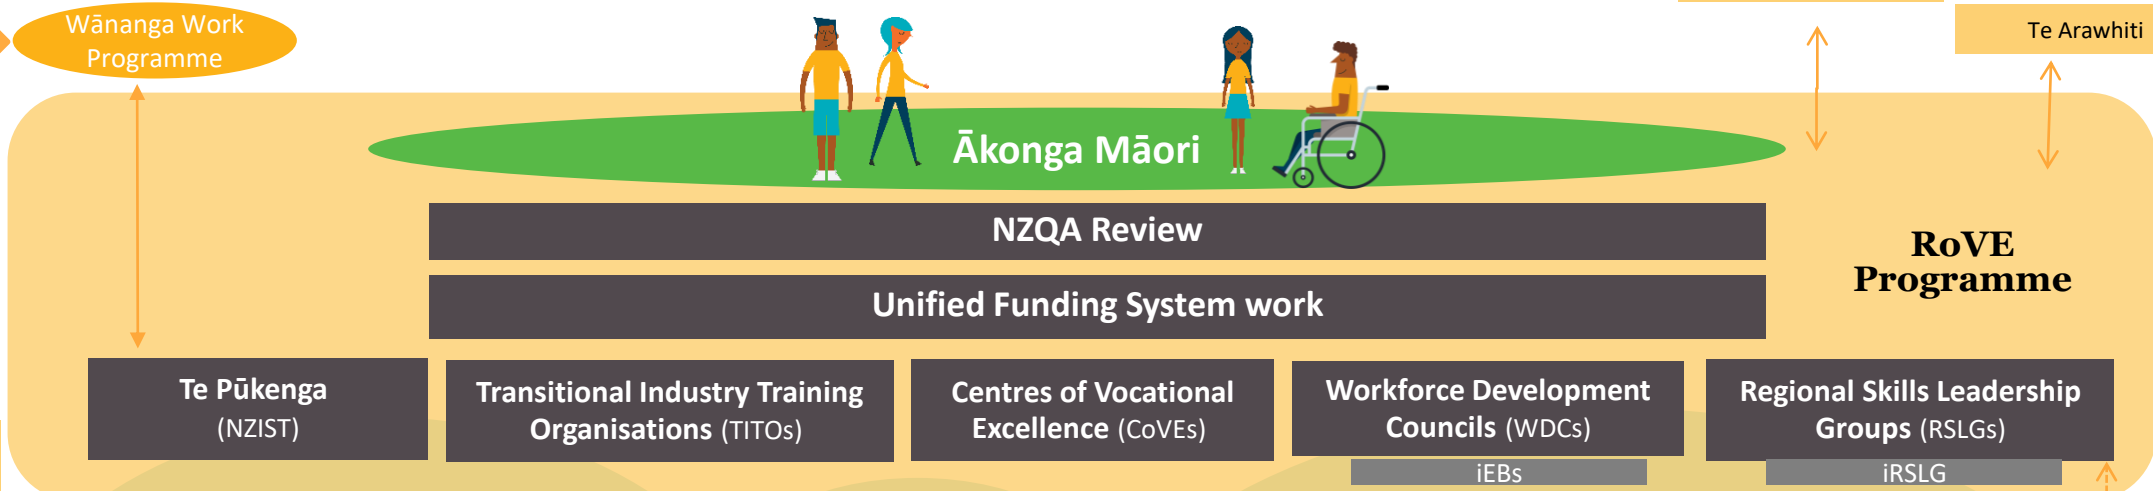 Wānanga Work
Programme
Te Arawhiti
Ākonga Māori
NZQA Review
Unified Funding System work
RoVE
Programme
Te Pūkenga
(NZIST)
Transitional Industry Training
Organisations (TITOs)
Centres of Vocational
Excellence (CoVEs)
Workforce Development
Councils (WDCs)
iEBs
Regional Skills Leadership
Groups (RSLGs)
iRSLG